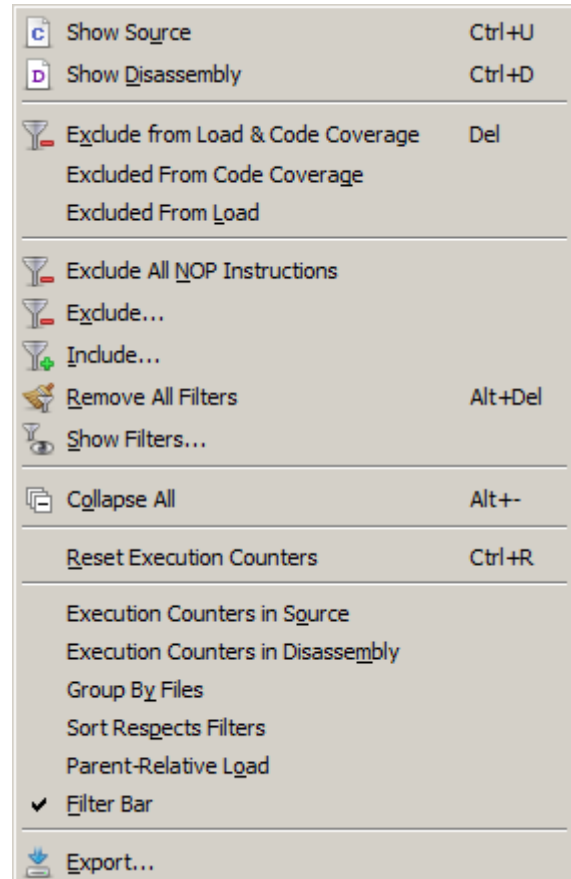 C Show Source Ctrl+U
D Show Disassembly Ctrl+D
Exclude from Load & Code Coverage Del
Excluded From Code Coverage
Excluded From Load
Exclude All NOP Instructions
Exclude...
Include...
Remove All Filters Alt+Del
Show Filters...
Collapse All Alt+-
Reset Execution Counters Ctrl+R
Execution Counters in Source
Execution Counters in Disassembly
Group By Files
Sort Respects Filters
Parent-Relative Load
Filter Bar
Export...